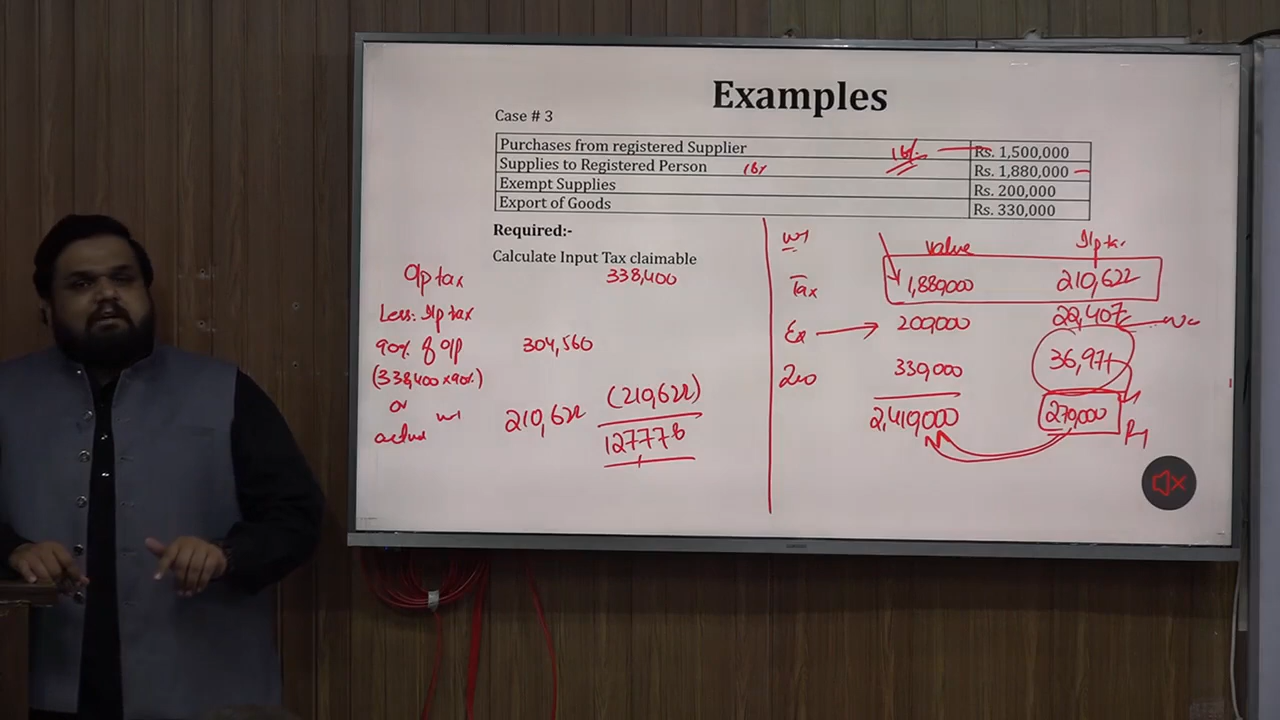 Examples
Case # 3
Purchases from registered Supplier Rs. 1,500,000
Supplies to Registered Person 16% 16% Rs. 1,880,000
Exempt Supplies Rs. 200,000
Export of Goods Rs. 330,000
Required:-
Calculate Input Tax claimable
O/p tax 338,400
Less: I/p tax
90% of o/p 304,560
(338,400 x 90%)
or
actual W1 210,622 (210,622)
127778
W1
value I/p tax
Tax 1,880,000 210,622
Ex 200,000 22,407
Zero 330,000 36,971
2,410,000 270,000